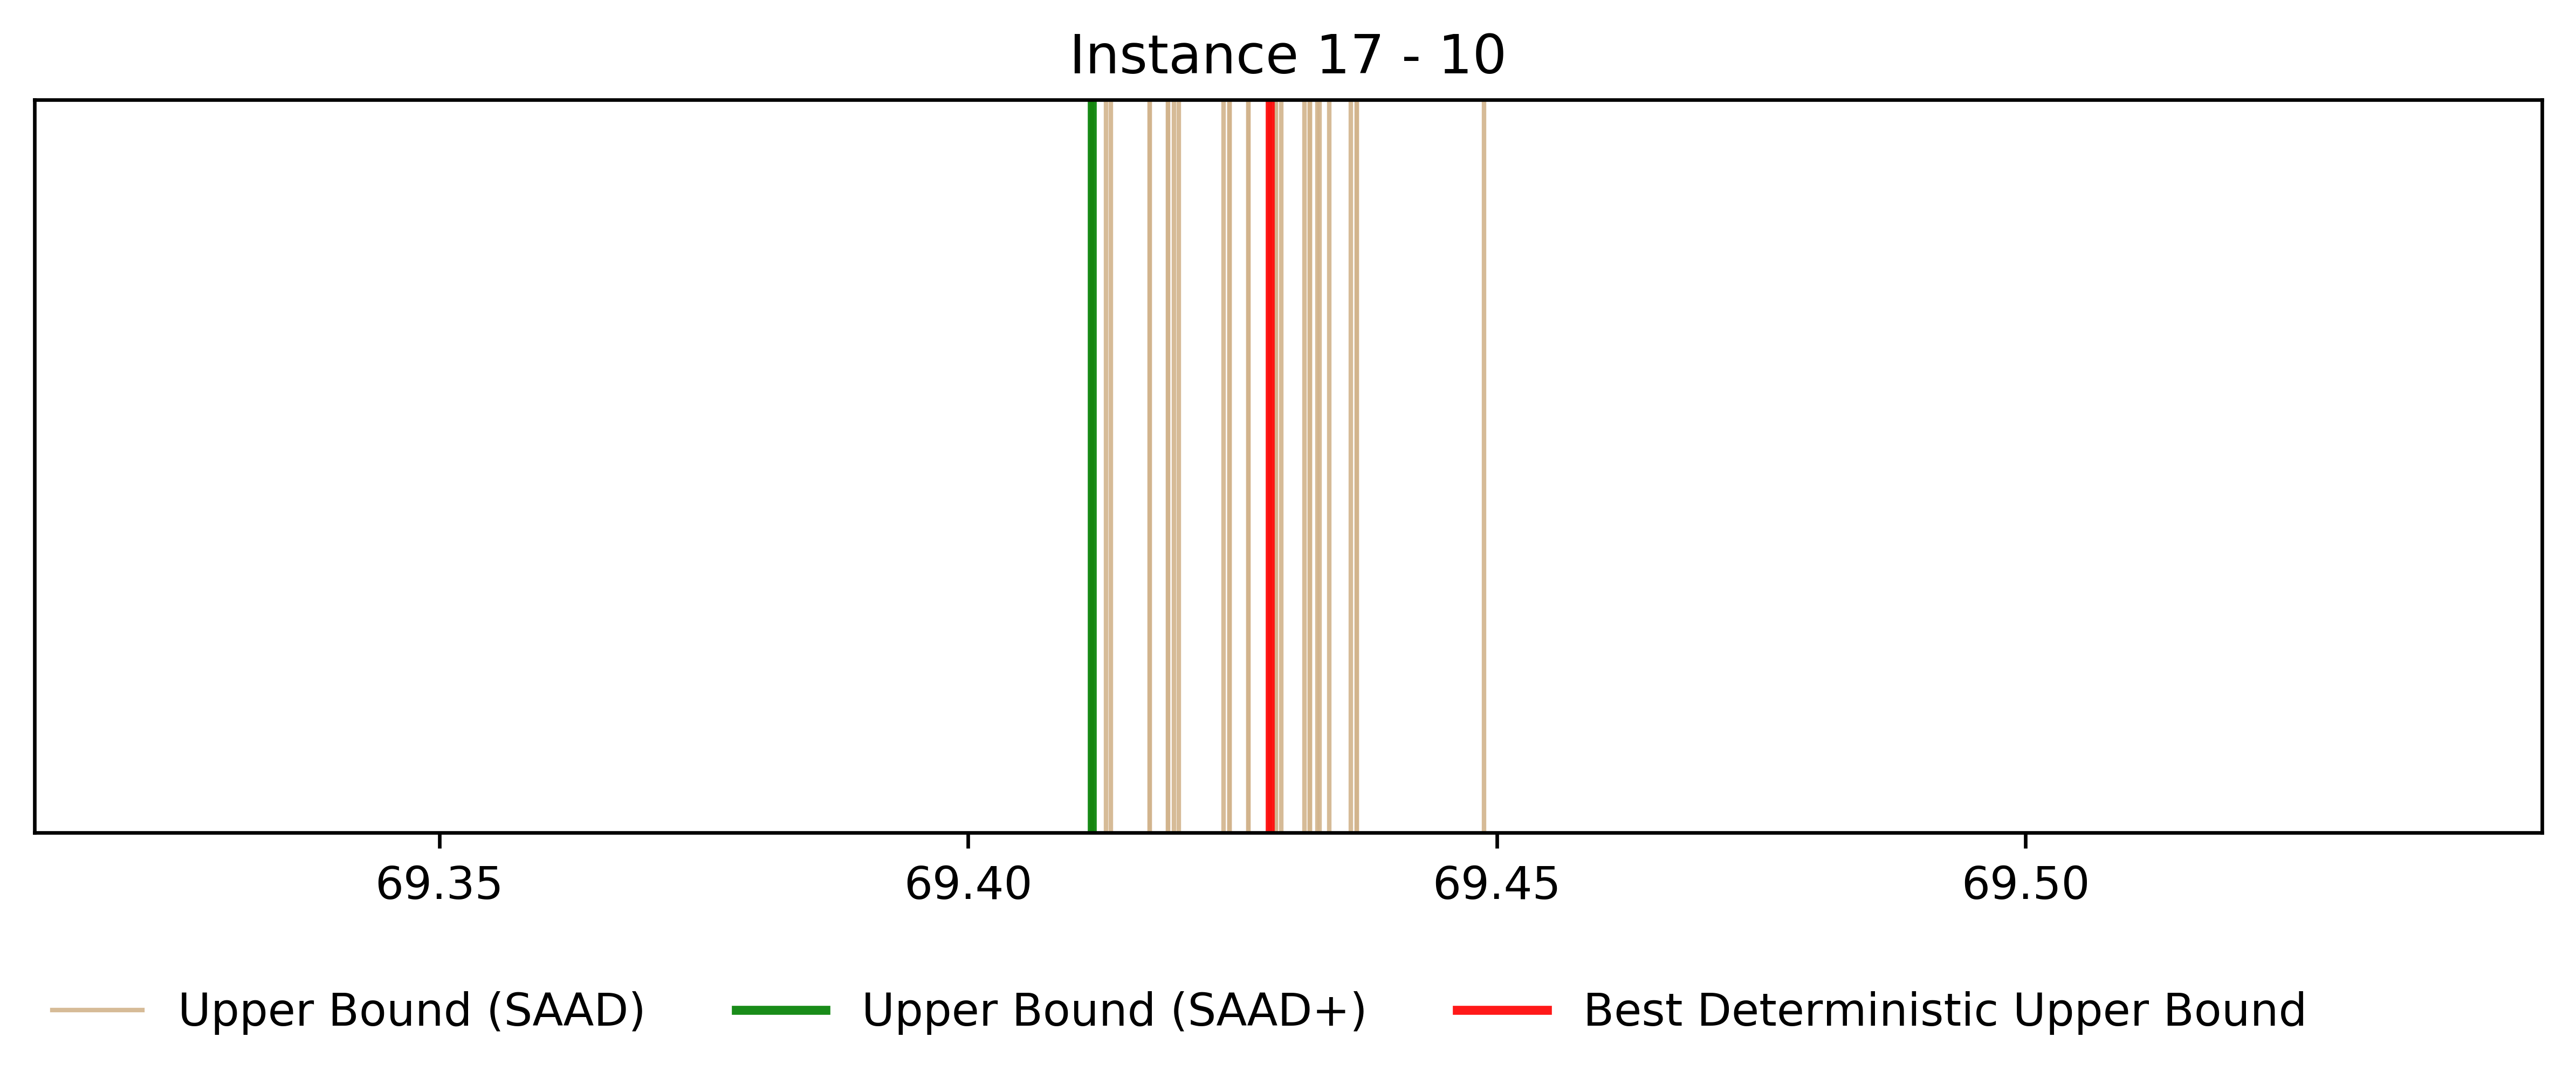 Instance 17 - 10
69.35 69.40 69.45 69.50
Upper Bound (SAAD) Upper Bound (SAAD+) Best Deterministic Upper Bound